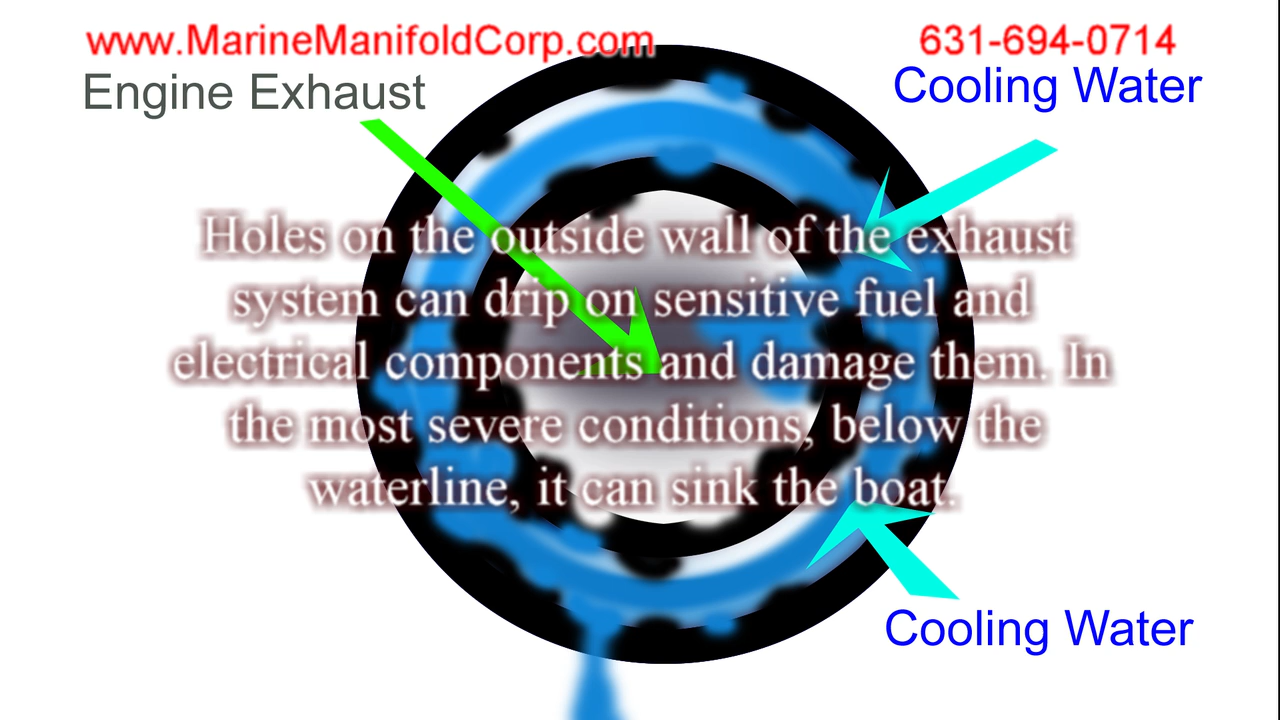 www.MarineManifoldCorp.com
631-694-0714
Engine Exhaust
Cooling Water
Holes on the outside wall of the exhaust
system can drip on sensitive fuel and
electrical components and damage them. In
the most severe conditions, below the
waterline, it can sink the boat.
Cooling Water